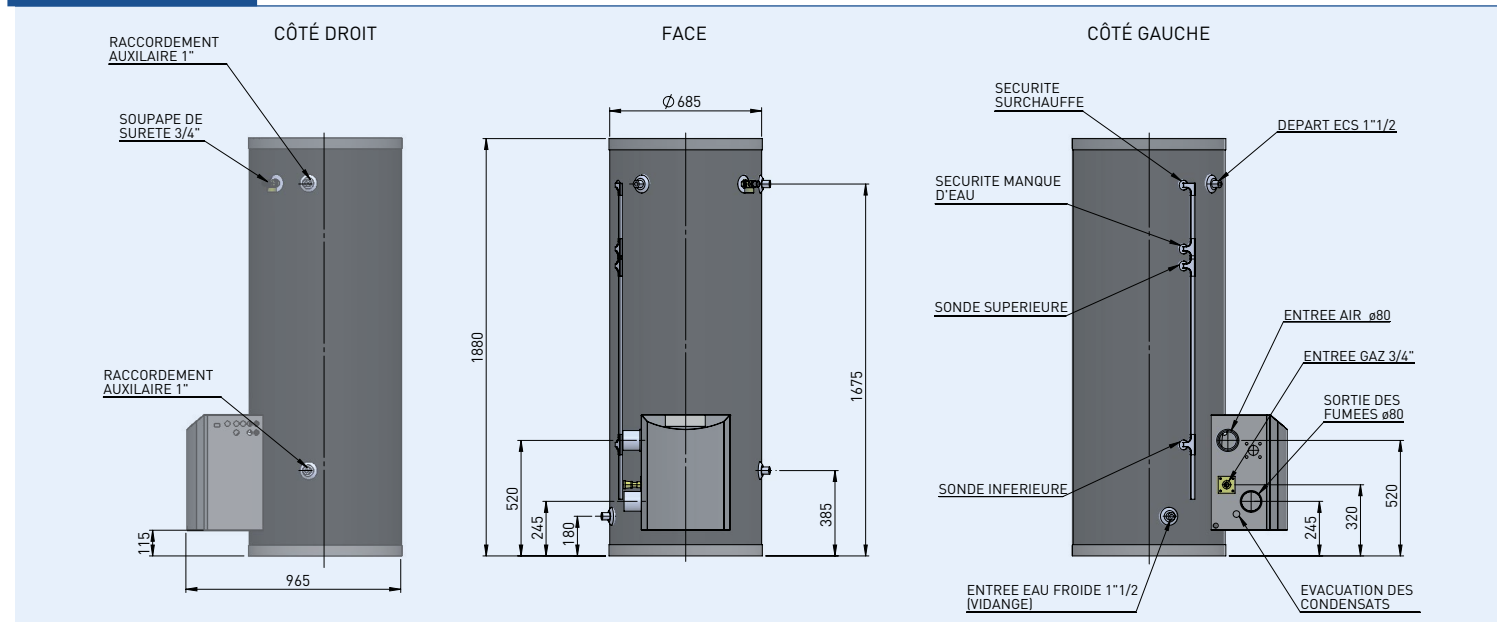 CÔTÉ DROIT
RACCORDEMENT
AUXILAIRE 1"
SOUPAPE DE
SURETE 3/4"
RACCORDEMENT
AUXILAIRE 1"
115
965
FACE
Ø 685
1880
1675
520
245
180
385
CÔTÉ GAUCHE
SECURITE
SURCHAUFFE
DEPART ECS 1"1/2
SECURITE MANQUE
D'EAU
SONDE SUPERIEURE
ENTREE AIR ø80
ENTREE GAZ 3/4"
SORTIE DES
FUMEES ø80
SONDE INFERIEURE
245
320
520
ENTREE EAU FROIDE 1"1/2
(VIDANGE)
EVACUATION DES
CONDENSATS